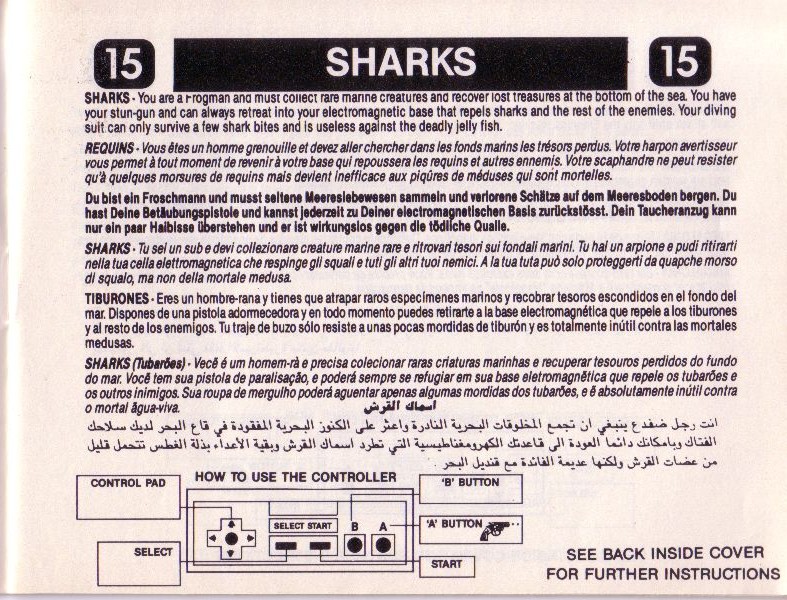 15 SHARKS 15
SHARKS - You are a Frogman and must collect rare marine creatures and recover lost treasures at the bottom of the sea. You have
your stun-gun and can always retreat into your electromagnetic base that repels sharks and the rest of the enemies. Your diving
suit can only survive a few shark bites and is useless against the deadly jelly fish.
REQUINS - Vous êtes un homme grenouille et devez aller chercher dans les fonds marins les trésors perdus. Votre harpon avertisseur
vous permet à tout moment de revenir à votre base qui repoussera les requins et autres ennemis. Votre scaphandre ne peut resister
qu'à quelques morsures de requins mais devient inefficace aux piqûres de méduses qui sont mortelles.
Du bist ein Froschmann und musst seltene Meereslebewesen sammeln und verlorene Schätze auf dem Meeresboden bergen. Du
hast Deine Betäubungspistole und kannst jederzeit zu Deiner electromagnetischen Basis zurückstösst. Dein Taucheranzug kann
nur ein paar Haibisse überstehen und er ist wirkungslos gegen die tödliche Qualle.
SHARKS - Tu sei un sub e devi collezionare creature marine rare e ritrovari tesori sui fondali marini. Tu hai un arpione e pudi ritirarti
nella tua cella elettromagnetica che respinge gli squali e tuti gli altri tuoi nemici. A la tua tuta può solo proteggerti da quapche morso
di squalo, ma non della mortale medusa.
TIBURONES - Eres un hombre-rana y tienes que atrapar raros especímenes marinos y recobrar tesoros escondidos en el fondo del
mar. Dispones de una pistola adormecedora y en todo momento puedes retirarte a la base electromagnética que repele a los tiburones
y al resto de los enemigos. Tu traje de buzo sólo resiste a unas pocas mordidas de tiburón y es totalmente inútil contra las mortales
medusas.
SHARKS (Tubarões) - Você é um homem-rà e precisa colecionar raras criaturas marinhas e recuperar tesouros perdidos do fundo
do mar. Você tem sua pistola de paralisação, e poderá sempre se refugiar em sua base eletromagnética que repele os tubarões e
os outros inimigos. Sua roupa de mergulho poderá aguentar apenas algumas mordidas dos tubarões, e é absolutamente inútil contra
o mortal água-viva.
اسماك القرش
انت رجل ضفدع ينبغي ان تجمع المخلوقات البحرية النادرة واعثر على الكنوز البحرية المفقودة في قاع البحر لديك سلاحك
الفتاك وبامكانك دائما العودة الى قاعدتك الكهرومغناطيسية التي تطرد اسماك القرش وبقية الأعداء بذلة الغطس تتحمل قليل
من عضات القرش ولكنها عديمة الفائدة مع قنديل البحر .
HOW TO USE THE CONTROLLER
CONTROL PAD
'B' BUTTON
SELECT START B A
'A' BUTTON
SELECT
START
SEE BACK INSIDE COVER
FOR FURTHER INSTRUCTIONS